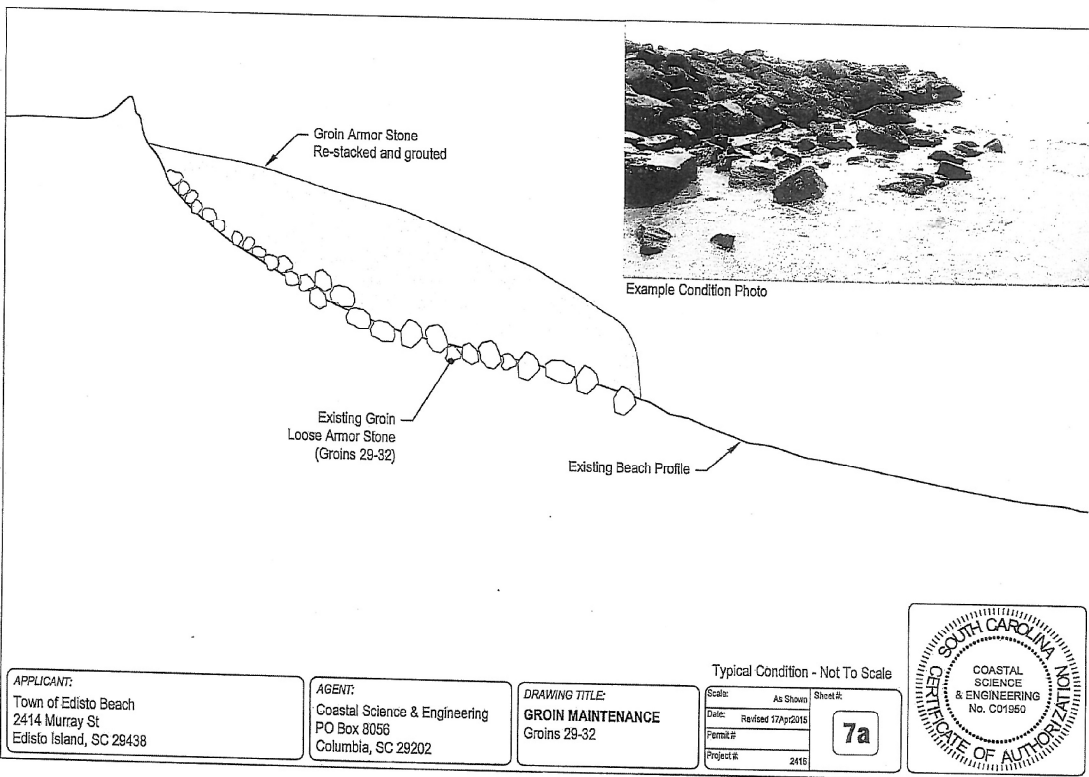 Groin Armor Stone
Re-stacked and grouted
Example Condition Photo
Existing Groin
Loose Armor Stone
(Groins 29-32)
Existing Beach Profile
Typical Condition - Not To Scale
APPLICANT:
Town of Edisto Beach
2414 Murray St
Edisto Island, SC 29438
AGENT:
Coastal Science & Engineering
PO Box 8056
Columbia, SC 29202
DRAWING TITLE:
GROIN MAINTENANCE
Groins 29-32
Scale: As Shown
Date: Revised 17Apr2015
Permit#
Project#: 2415
Sheet#:
7a
SOUTH CAROLINA
COASTAL
SCIENCE
& ENGINEERING
No. C01950
CERTIFICATE OF AUTHORIZATION